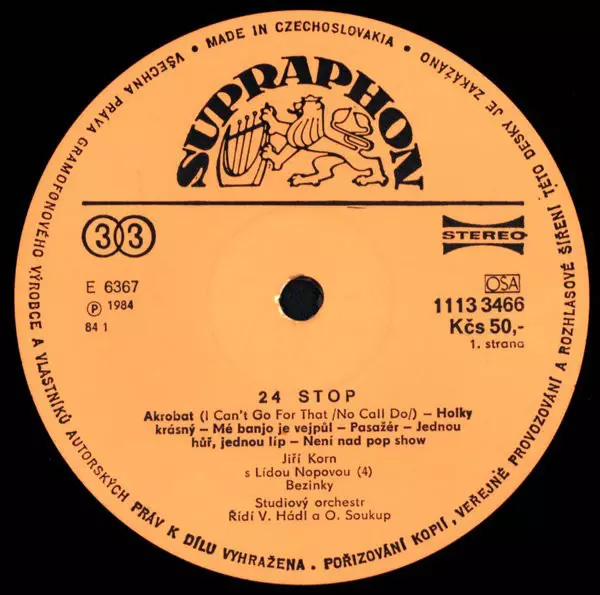 VŠECHNA PRÁVA GRAMOFONOVÉHO VÝROBCE A VLASTNÍKŮ AUTORSKÝCH PRÁV K DÍLU VYHRAŽENA. POŘIZOVÁNÍ KOPIÍ, VEŘEJNÉ PROVOZOVÁNÍ A ROZHLASOVÉ ŠÍŘENÍ TÉTO DESKY JE ZAKÁZÁNO
MADE IN CZECHOSLOVAKIA
SUPRAPHON
33
STEREO
E 6367
℗ 1984
84 1
OSA
1113 3466
Kčs 50,-
1. strana
24 STOP
Akrobat (I Can't Go For That /No Call Do/) – Holky
krásný – Mé banjo je vejpůl – Pasažér – Jednou
hůř, jednou líp – Není nad pop show
Jiří Korn
s Lídou Nopovou (4)
Bezinky
Studiový orchestr
Řídí V. Hádl a O. Soukup